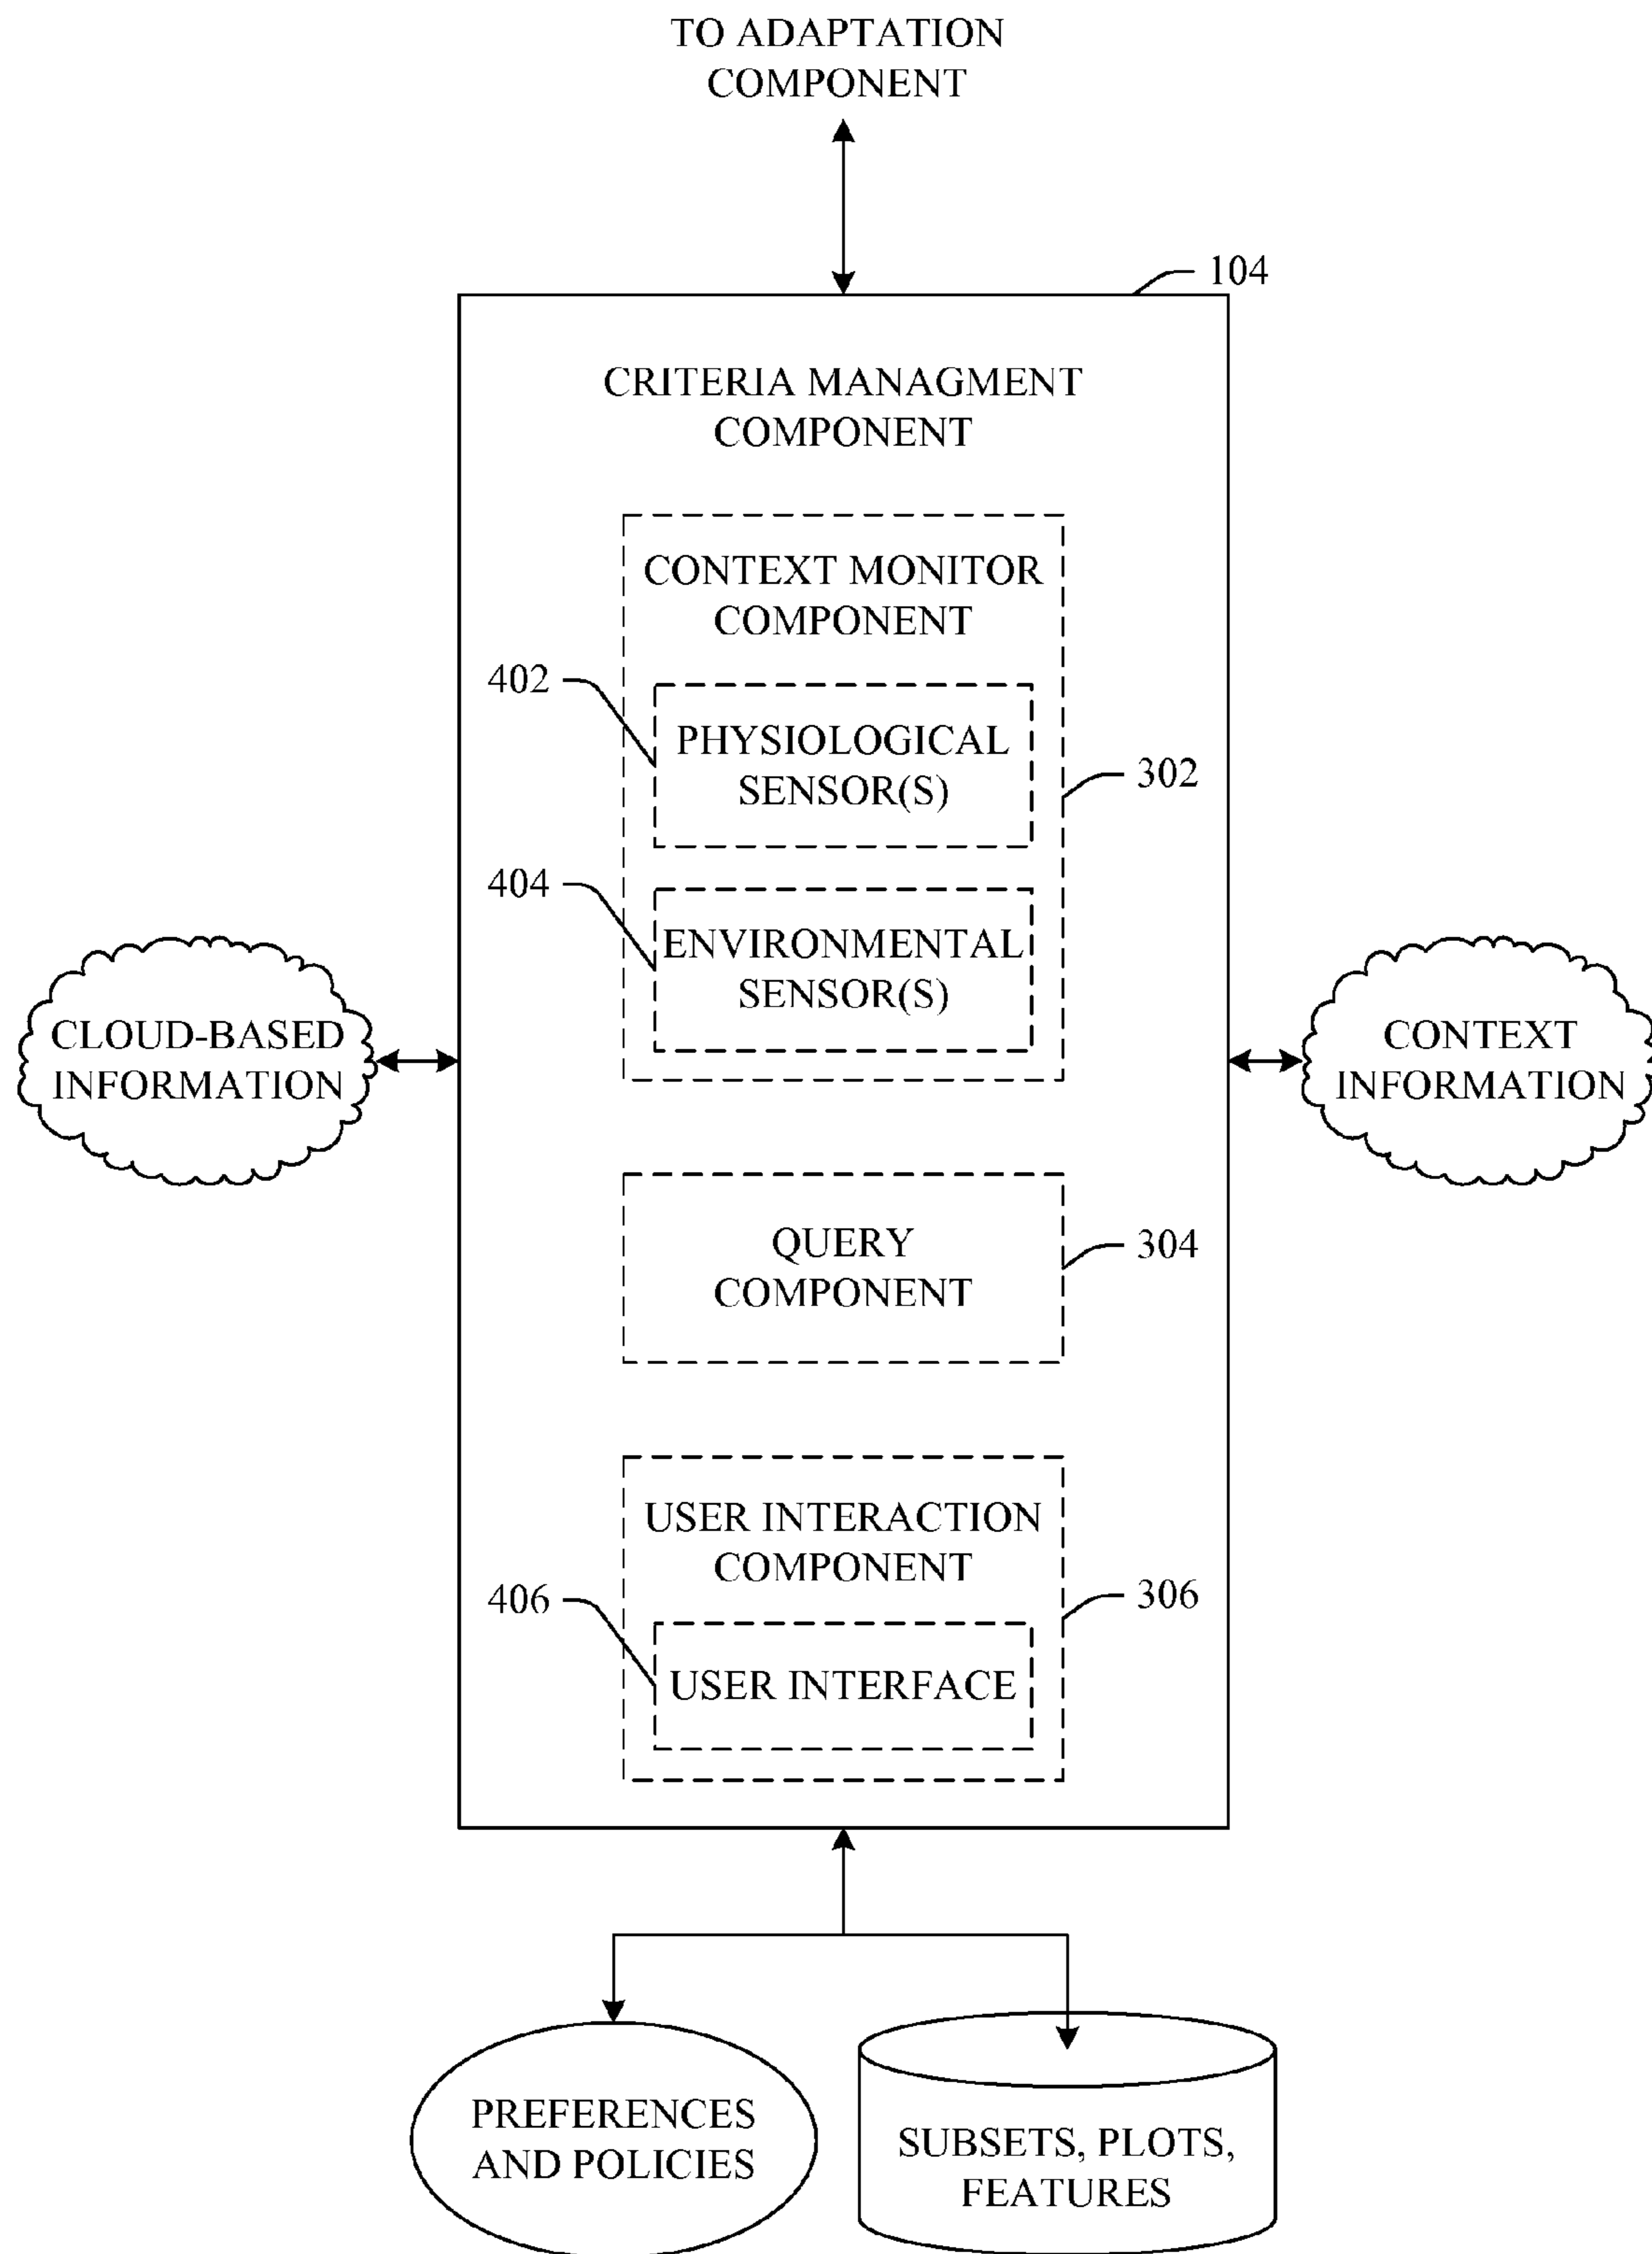 TO ADAPTATION
COMPONENT
104
CRITERIA MANAGMENT
COMPONENT
CONTEXT MONITOR
COMPONENT
402
PHYSIOLOGICAL
SENSOR(S)
302
404
ENVIRONMENTAL
SENSOR(S)
CLOUD-BASED
INFORMATION
CONTEXT
INFORMATION
QUERY
COMPONENT
304
USER INTERACTION
COMPONENT
406
306
USER INTERFACE
PREFERENCES
AND POLICIES
SUBSETS, PLOTS,
FEATURES